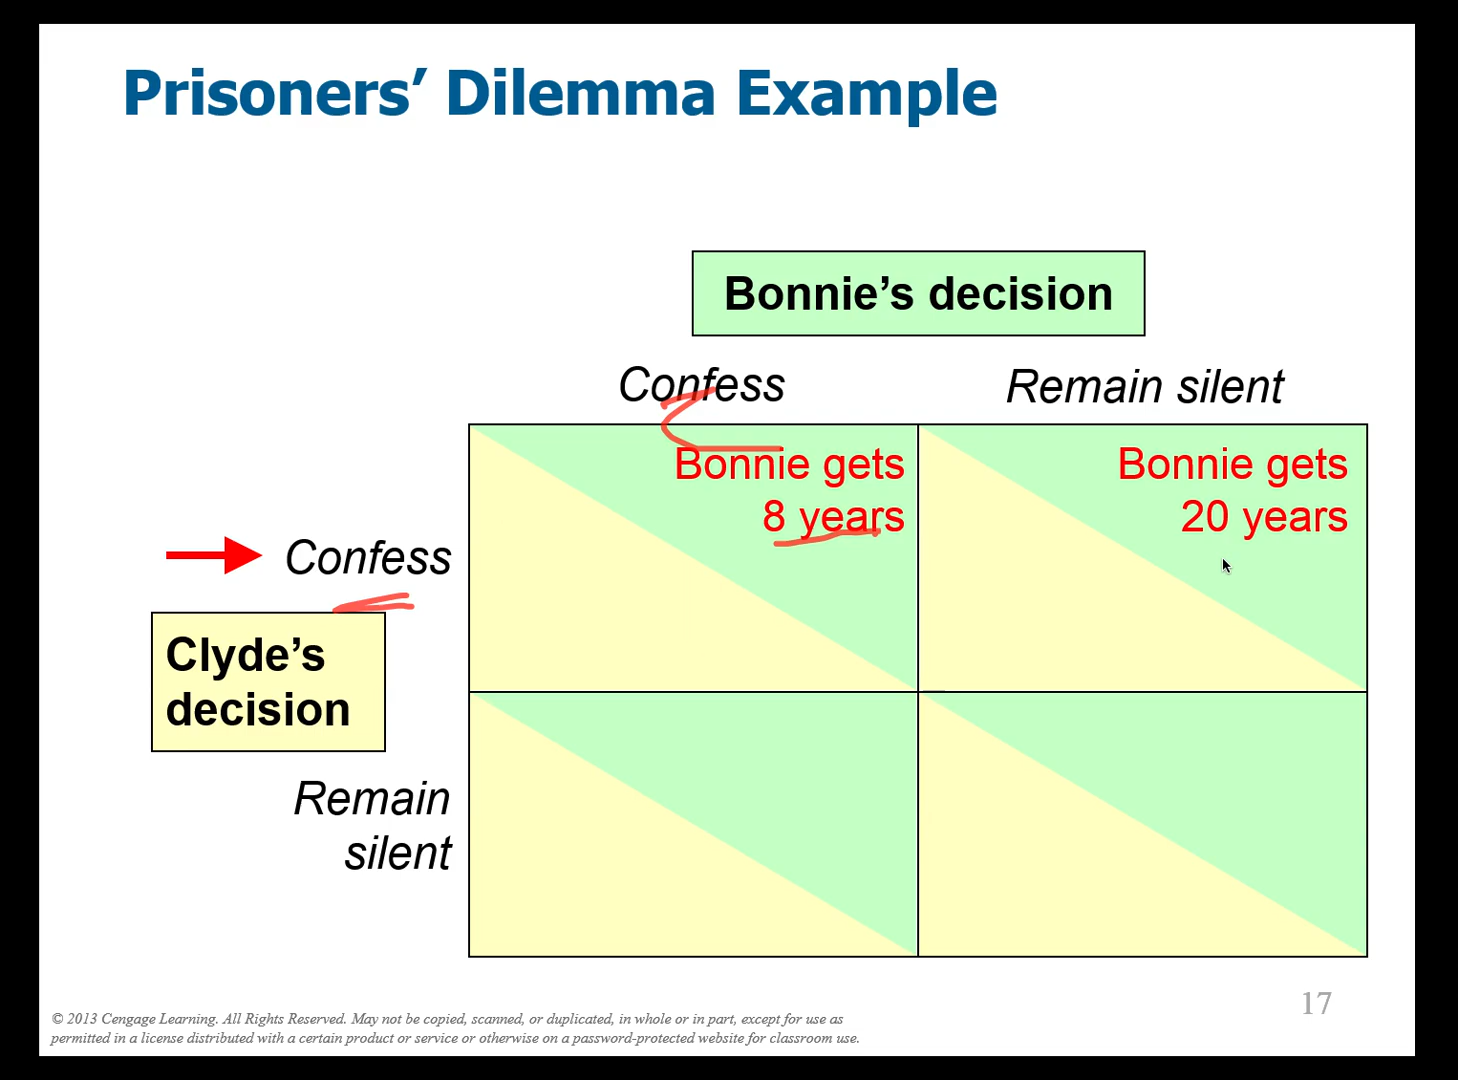 Prisoners’ Dilemma Example
Bonnie’s decision
Confess
Remain silent
Bonnie gets
8 years
Bonnie gets
20 years
Confess
Clyde’s
decision
Remain
silent
17
© 2013 Cengage Learning. All Rights Reserved. May not be copied, scanned, or duplicated, in whole or in part, except for use as
permitted in a license distributed with a certain product or service or otherwise on a password-protected website for classroom use.